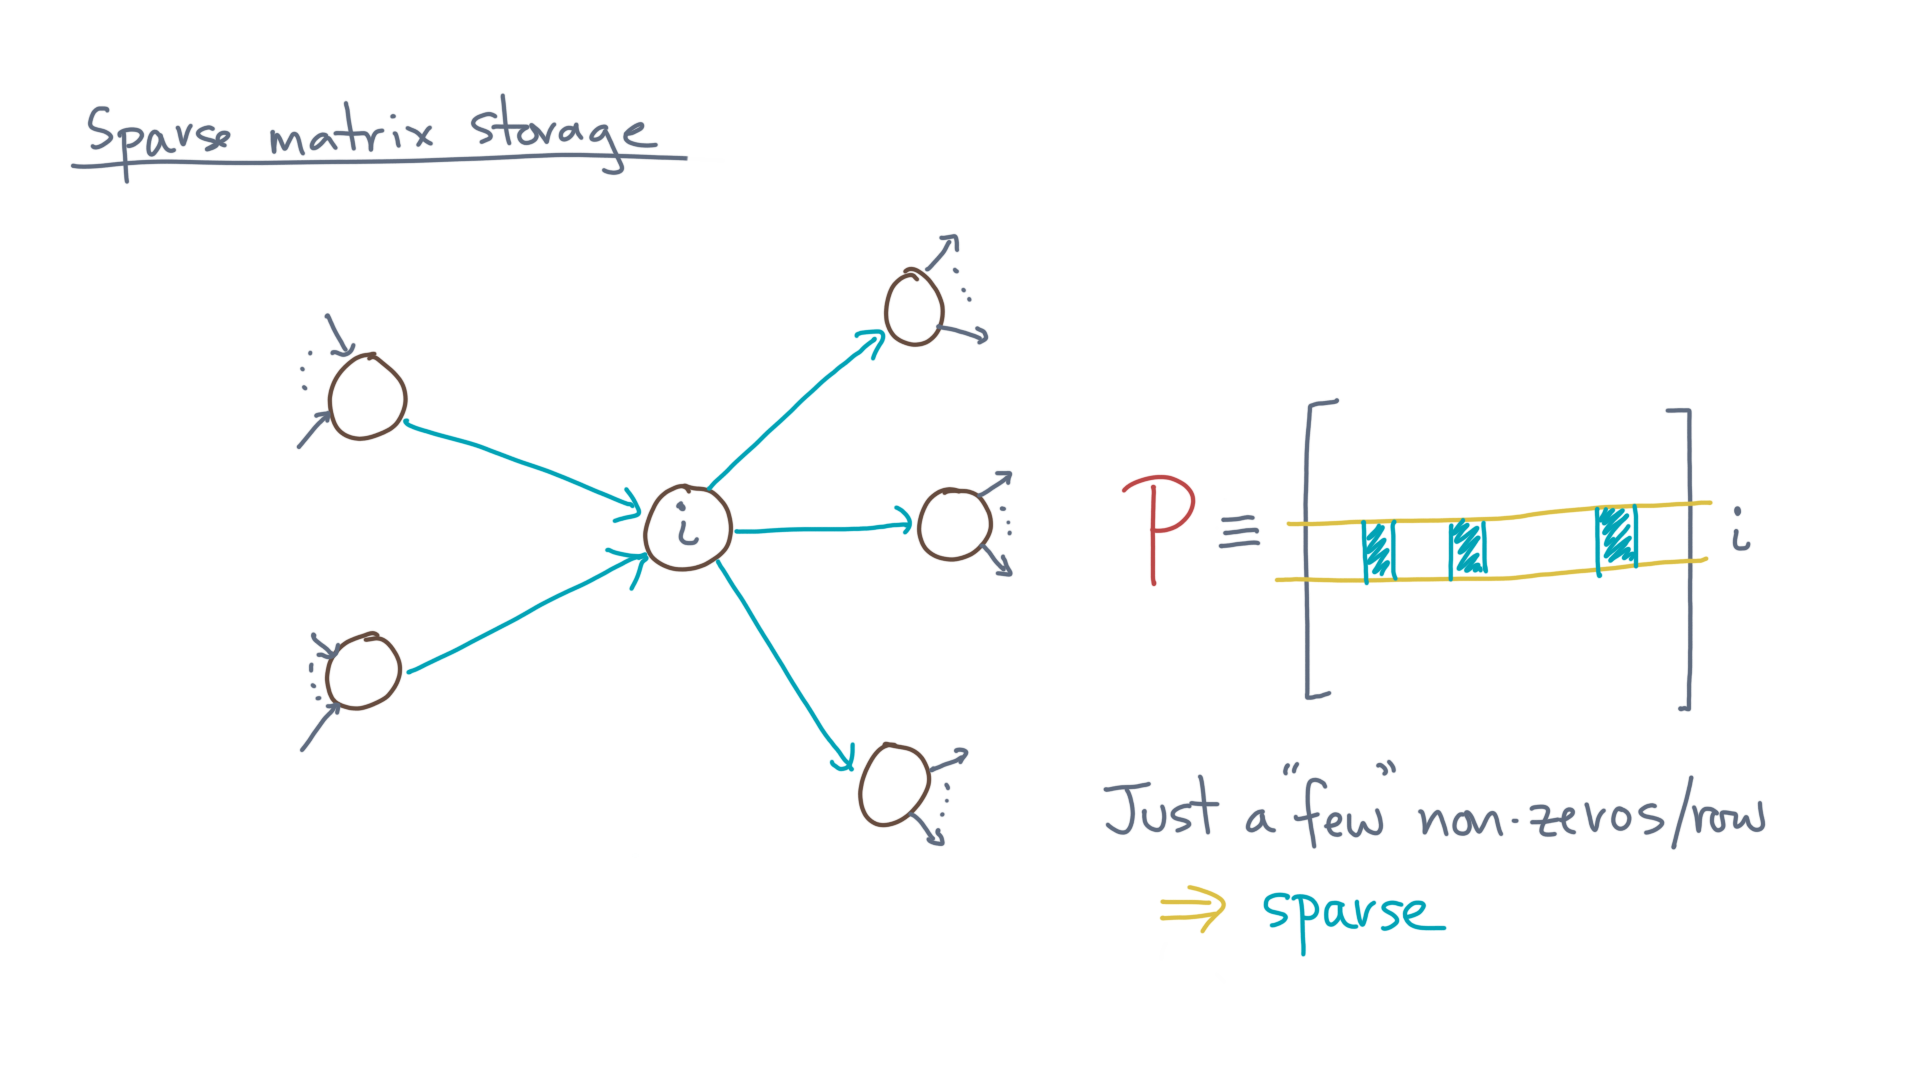 Sparse matrix storage
i
P ≡ [ ] i
Just a "few" non-zeros/row
⇒ sparse